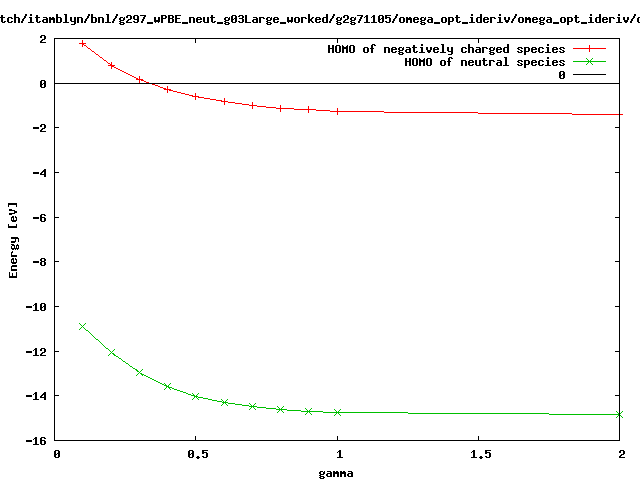 tch/itamblyn/bnl/g297_wPBE_neut_g03Large_worked/g2g71105/omega_opt_ideriv/omega_opt_ideriv/
HOMO of negatively charged species
HOMO of neutral species
0
2
0
-2
-4
-6
-8
-10
-12
-14
-16
Energy [eV]
0 0.5 1 1.5 2
gamma